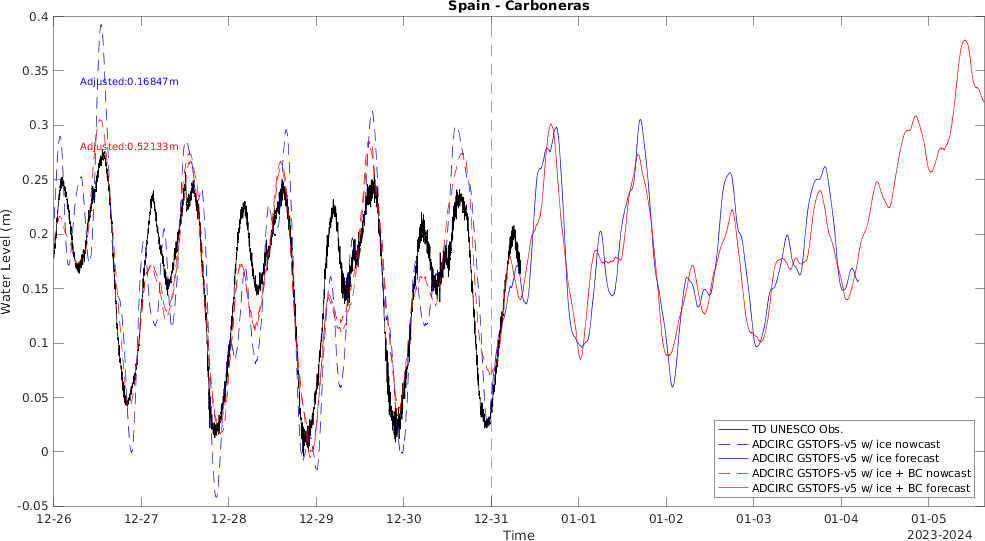 Spain - Carboneras
0.4
0.35
0.3
0.25
0.2
0.15
0.1
0.05
0
-0.05
Water Level (m)
Adjusted:0.16847m
Adjusted:0.52133m
TD UNESCO Obs.
ADCIRC GSTOFS-v5 w/ ice nowcast
ADCIRC GSTOFS-v5 w/ ice forecast
ADCIRC GSTOFS-v5 w/ ice + BC nowcast
ADCIRC GSTOFS-v5 w/ ice + BC forecast
12-26 12-27 12-28 12-29 12-30 12-31 01-01 01-02 01-03 01-04 01-05
Time
2023-2024